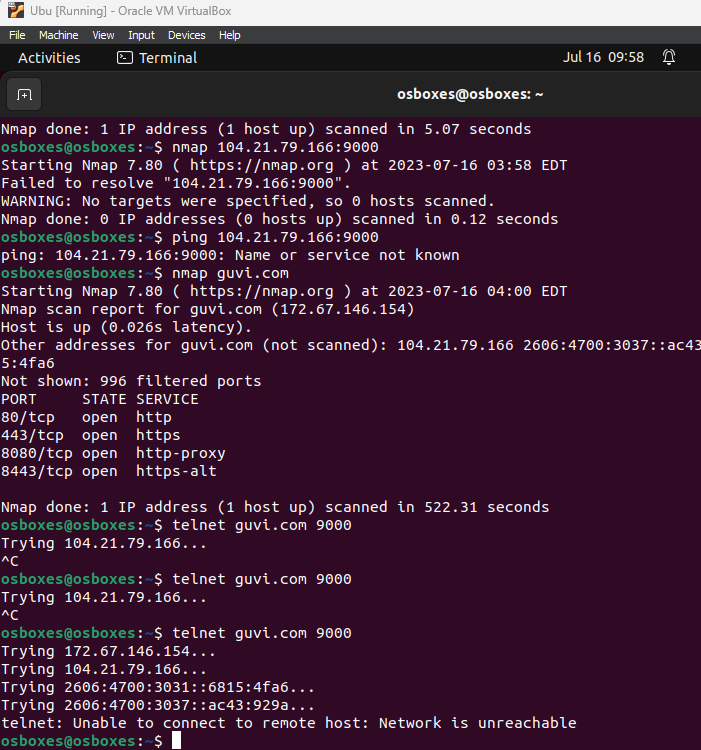 Ubu [Running] - Oracle VM VirtualBox
File Machine View Input Devices Help
Activities Terminal Jul 16 09:58
osboxes@osboxes: ~
Nmap done: 1 IP address (1 host up) scanned in 5.07 seconds
osboxes@osboxes:~$ nmap 104.21.79.166:9000
Starting Nmap 7.80 ( https://nmap.org ) at 2023-07-16 03:58 EDT
Failed to resolve "104.21.79.166:9000".
WARNING: No targets were specified, so 0 hosts scanned.
Nmap done: 0 IP addresses (0 hosts up) scanned in 0.12 seconds
osboxes@osboxes:~$ ping 104.21.79.166:9000
ping: 104.21.79.166:9000: Name or service not known
osboxes@osboxes:~$ nmap guvi.com
Starting Nmap 7.80 ( https://nmap.org ) at 2023-07-16 04:00 EDT
Nmap scan report for guvi.com (172.67.146.154)
Host is up (0.026s latency).
Other addresses for guvi.com (not scanned): 104.21.79.166 2606:4700:3037::ac43
5:4fa6
Not shown: 996 filtered ports
PORT     STATE SERVICE
80/tcp   open  http
443/tcp  open  https
8080/tcp open  http-proxy
8443/tcp open  https-alt
Nmap done: 1 IP address (1 host up) scanned in 522.31 seconds
osboxes@osboxes:~$ telnet guvi.com 9000
Trying 104.21.79.166...
^C
osboxes@osboxes:~$ telnet guvi.com 9000
Trying 104.21.79.166...
^C
osboxes@osboxes:~$ telnet guvi.com 9000
Trying 172.67.146.154...
Trying 104.21.79.166...
Trying 2606:4700:3031::6815:4fa6...
Trying 2606:4700:3037::ac43:929a...
telnet: Unable to connect to remote host: Network is unreachable
osboxes@osboxes:~$